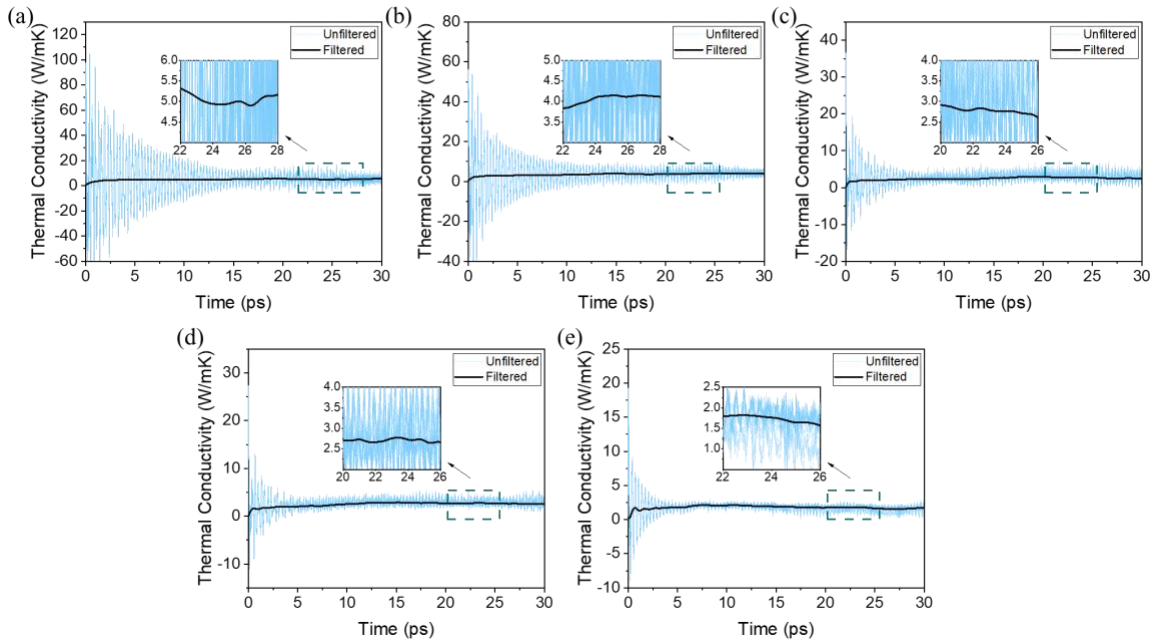 (a)
Thermal Conductivity (W/mK)
120
100
80
60
40
20
0
-20
-40
-60
0 5 10 15 20 25 30
Time (ps)
Unfiltered
Filtered
6.0
5.5
5.0
4.5
22 24 26 28
(b)
Thermal Conductivity (W/mK)
80
60
40
20
0
-20
-40
0 5 10 15 20 25 30
Time (ps)
Unfiltered
Filtered
5.0
4.5
4.0
3.5
22 24 26 28
(c)
Thermal Conductivity (W/mK)
40
30
20
10
0
-10
-20
0 5 10 15 20 25 30
Time (ps)
Unfiltered
Filtered
4.0
3.5
3.0
2.5
20 22 24 26
(d)
Thermal Conductivity (W/mK)
30
20
10
0
-10
0 5 10 15 20 25 30
Time (ps)
Unfiltered
Filtered
4.0
3.5
3.0
2.5
20 22 24 26
(e)
Thermal Conductivity (W/mK)
25
20
15
10
5
0
-5
-10
0 5 10 15 20 25 30
Time (ps)
Unfiltered
Filtered
2.5
2.0
1.5
1.0
22 24 26